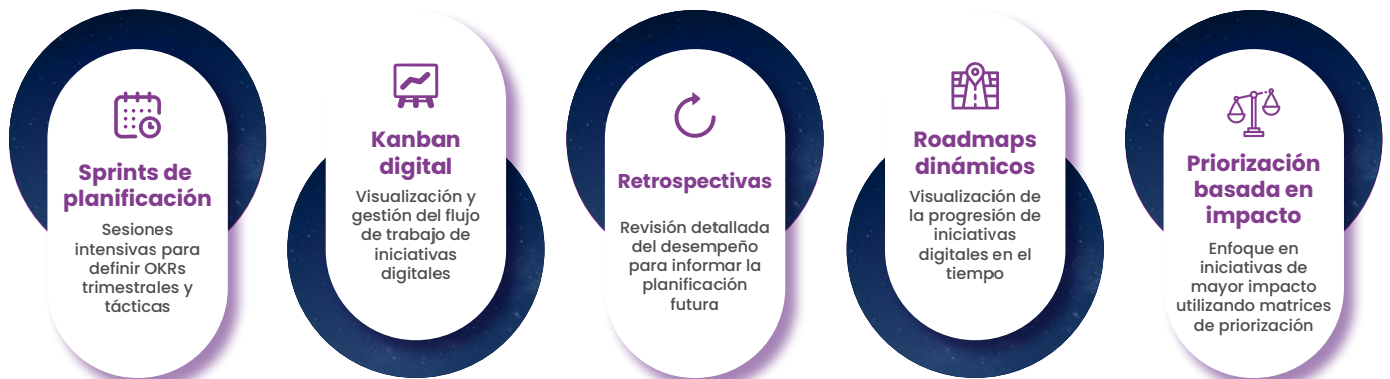 Sprints de
planificación
Sesiones
intensivas para
definir OKRs
trimestrales y
tácticas
Kanban
digital
Visualización y
gestión del flujo
de trabajo de
iniciativas
digitales
Retrospectivas
Revisión detallada
del desempeño
para informar la
planificación
futura
Roadmaps
dinámicos
Visualización de
la progresión de
iniciativas
digitales en el
tiempo
Priorización
basada en
impacto
Enfoque en
iniciativas de
mayor impacto
utilizando matrices
de priorización